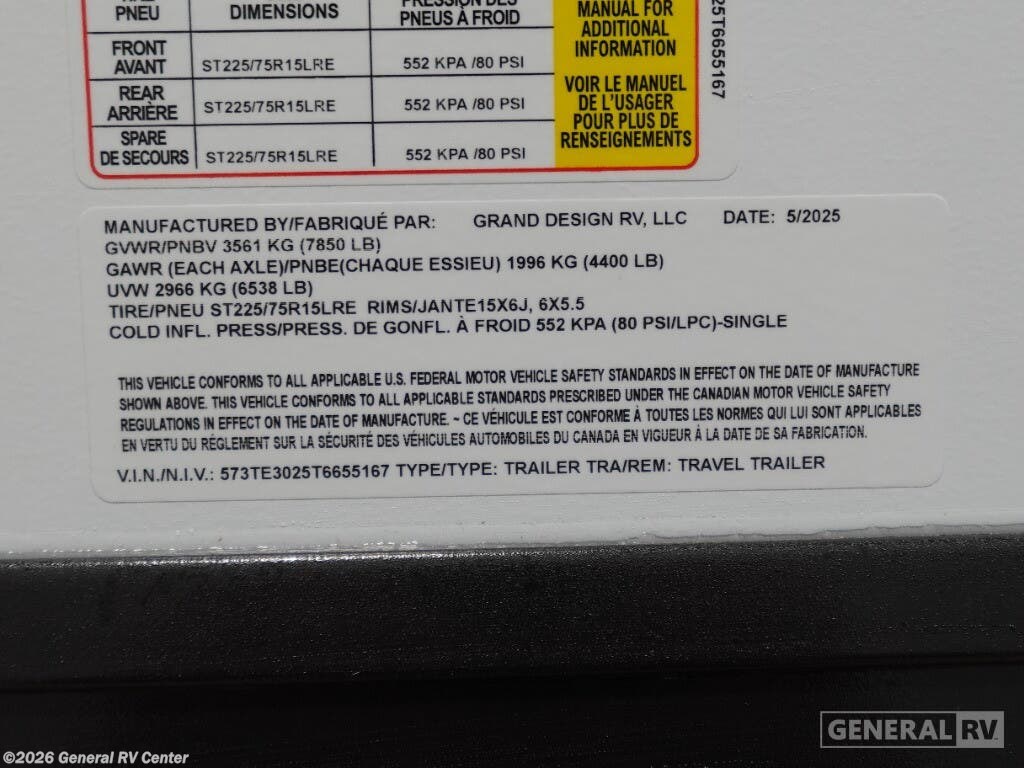 PNEU DIMENSIONS PNEUS À FROID
FRONT AVANT ST225/75R15LRE 552 KPA /80 PSI
REAR ARRIÈRE ST225/75R15LRE 552 KPA /80 PSI
SPARE DE SECOURS ST225/75R15LRE 552 KPA /80 PSI
MANUAL FOR
ADDITIONAL
INFORMATION
VOIR LE MANUEL
DE L'USAGER
POUR PLUS DE
RENSEIGNEMENTS
25T6655167
MANUFACTURED BY/FABRIQUÉ PAR: GRAND DESIGN RV, LLC DATE: 5/2025
GVWR/PNBV 3561 KG (7850 LB)
GAWR (EACH AXLE)/PNBE(CHAQUE ESSIEU) 1996 KG (4400 LB)
UVW 2966 KG (6538 LB)
TIRE/PNEU ST225/75R15LRE RIMS/JANTE15X6J, 6X5.5
COLD INFL. PRESS/PRESS. DE GONFL. À FROID 552 KPA (80 PSI/LPC)-SINGLE
THIS VEHICLE CONFORMS TO ALL APPLICABLE U.S. FEDERAL MOTOR VEHICLE SAFETY STANDARDS IN EFFECT ON THE DATE OF MANUFACTURE
SHOWN ABOVE. THIS VEHICLE CONFORMS TO ALL APPLICABLE STANDARDS PRESCRIBED UNDER THE CANADIAN MOTOR VEHICLE SAFETY
REGULATIONS IN EFFECT ON THE DATE OF MANUFACTURE. ~ CE VÉHICULE EST CONFORME À TOUTES LES NORMES QUI LUI SONT APPLICABLES
EN VERTU DU RÉGLEMENT SUR LA SÉCURITÉ DES VÉHICULES AUTOMOBILES DU CANADA EN VIGUEUR À LA DATE DE SA FABRICATION.
V.I.N./N.I.V.: 573TE3025T6655167 TYPE/TYPE: TRAILER TRA/REM: TRAVEL TRAILER
GENERAL RV
©2026 General RV Center